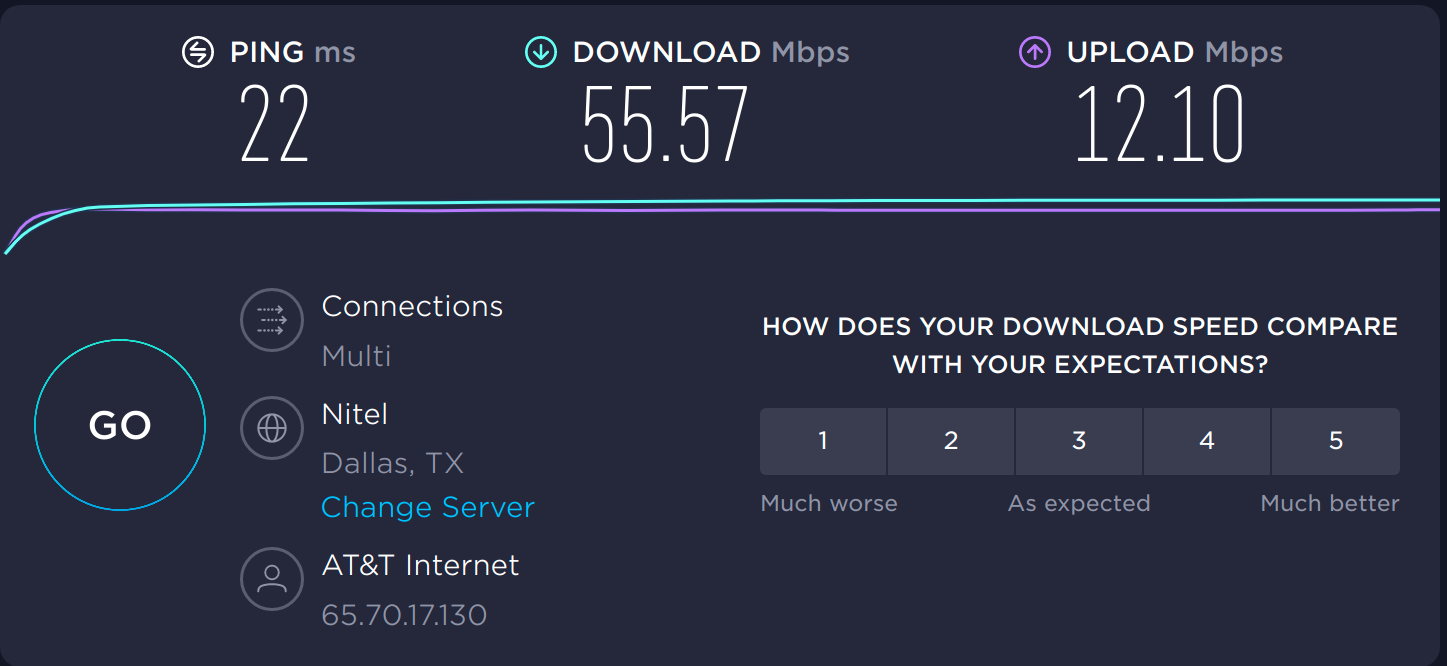 PING ms
22
DOWNLOAD Mbps
55.57
UPLOAD Mbps
12.10
GO
Connections
Multi
Nitel
Dallas, TX
Change Server
AT&T Internet
65.70.17.130
HOW DOES YOUR DOWNLOAD SPEED COMPARE
WITH YOUR EXPECTATIONS?
1 2 3 4 5
Much worse As expected Much better